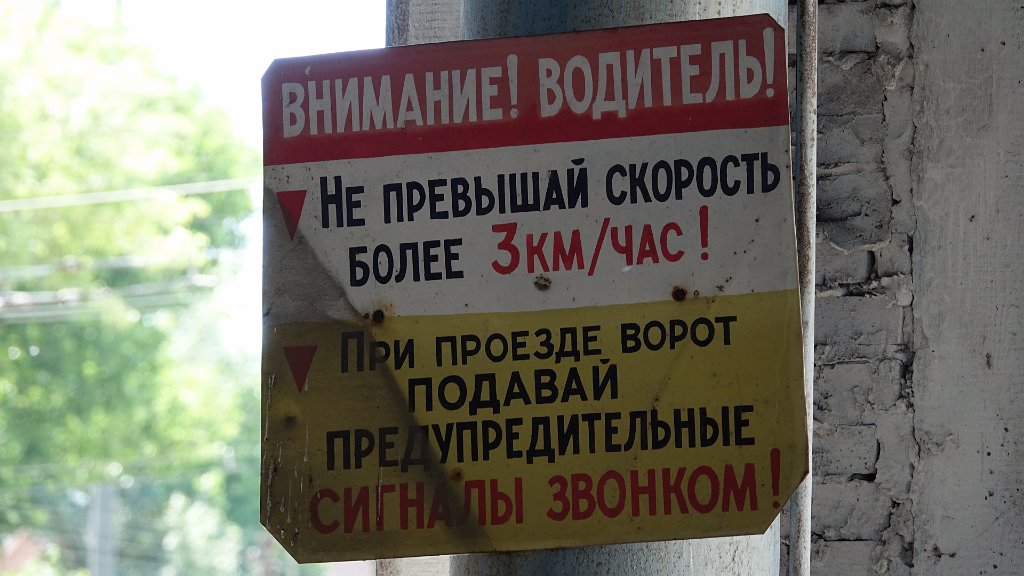 ВНИМАНИЕ! ВОДИТЕЛЬ!
НЕ ПРЕВЫШАЙ СКОРОСТЬ
БОЛЕЕ 3КМ/ЧАС!
ПРИ ПРОЕЗДЕ ВОРОТ
ПОДАВАЙ
ПРЕДУПРЕДИТЕЛЬНЫЕ
СИГНАЛЫ ЗВОНКОМ!